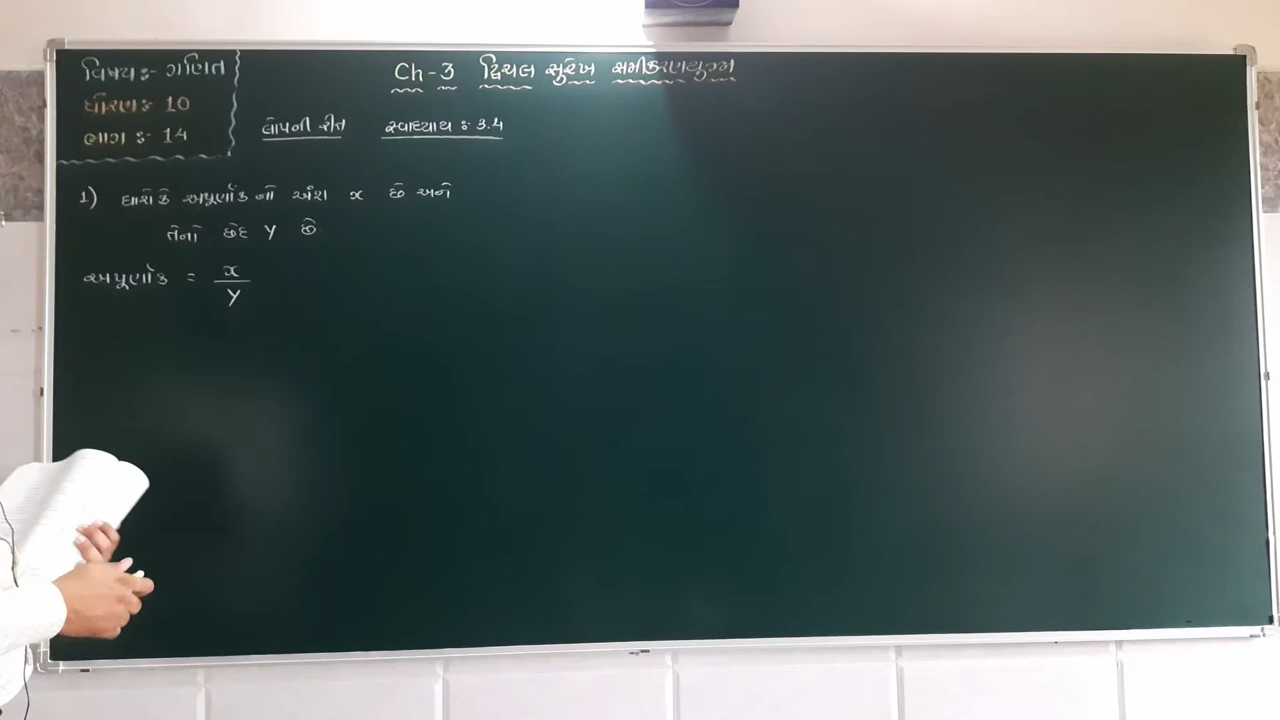 વિષય :- ગણિત
ધોરણ :- 10
ભાગ :- 14
Ch - 3 દ્વિચલ સુરેખ સમીકરણયુગ્મ
લોપની રીત સ્વાધ્યાય :- 3.4
1) ધારો કે અપૂર્ણાંક નો અંશ x છે અને
તેનો છેદ y છે.
અપૂર્ણાંક = x
y